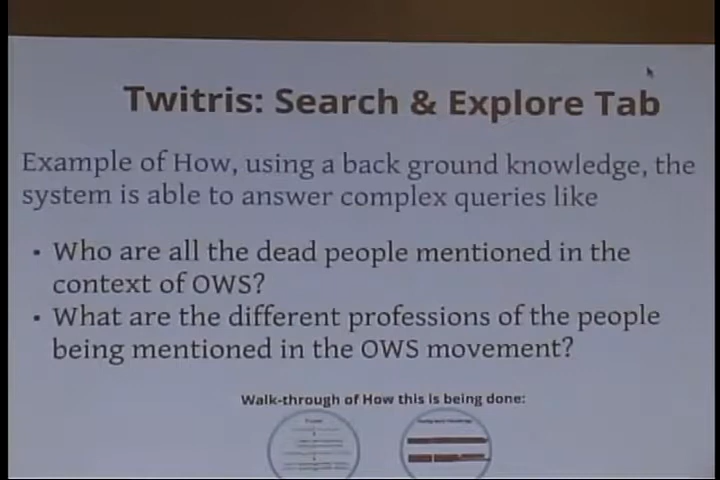 Twitris: Search & Explore Tab
Example of How, using a back ground knowledge, the
system is able to answer complex queries like
• Who are all the dead people mentioned in the
context of OWS?
• What are the different professions of the people
being mentioned in the OWS movement?
Walk-through of How this is being done: